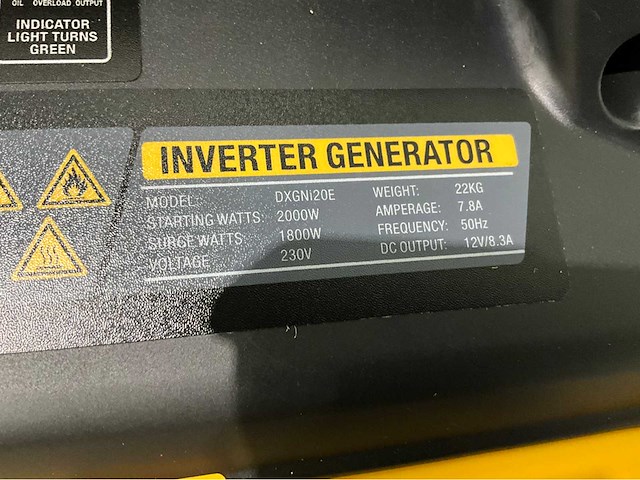 OIL OVERLOAD OUTPUT
INDICATOR
LIGHT TURNS
GREEN
INVERTER GENERATOR
MODEL: DXGNi20E
STARTING WATTS: 2000W
SURGE WATTS: 1800W
VOLTAGE: 230V
WEIGHT: 22KG
AMPERAGE: 7.8A
FREQUENCY: 50Hz
DC OUTPUT: 12V/8.3A